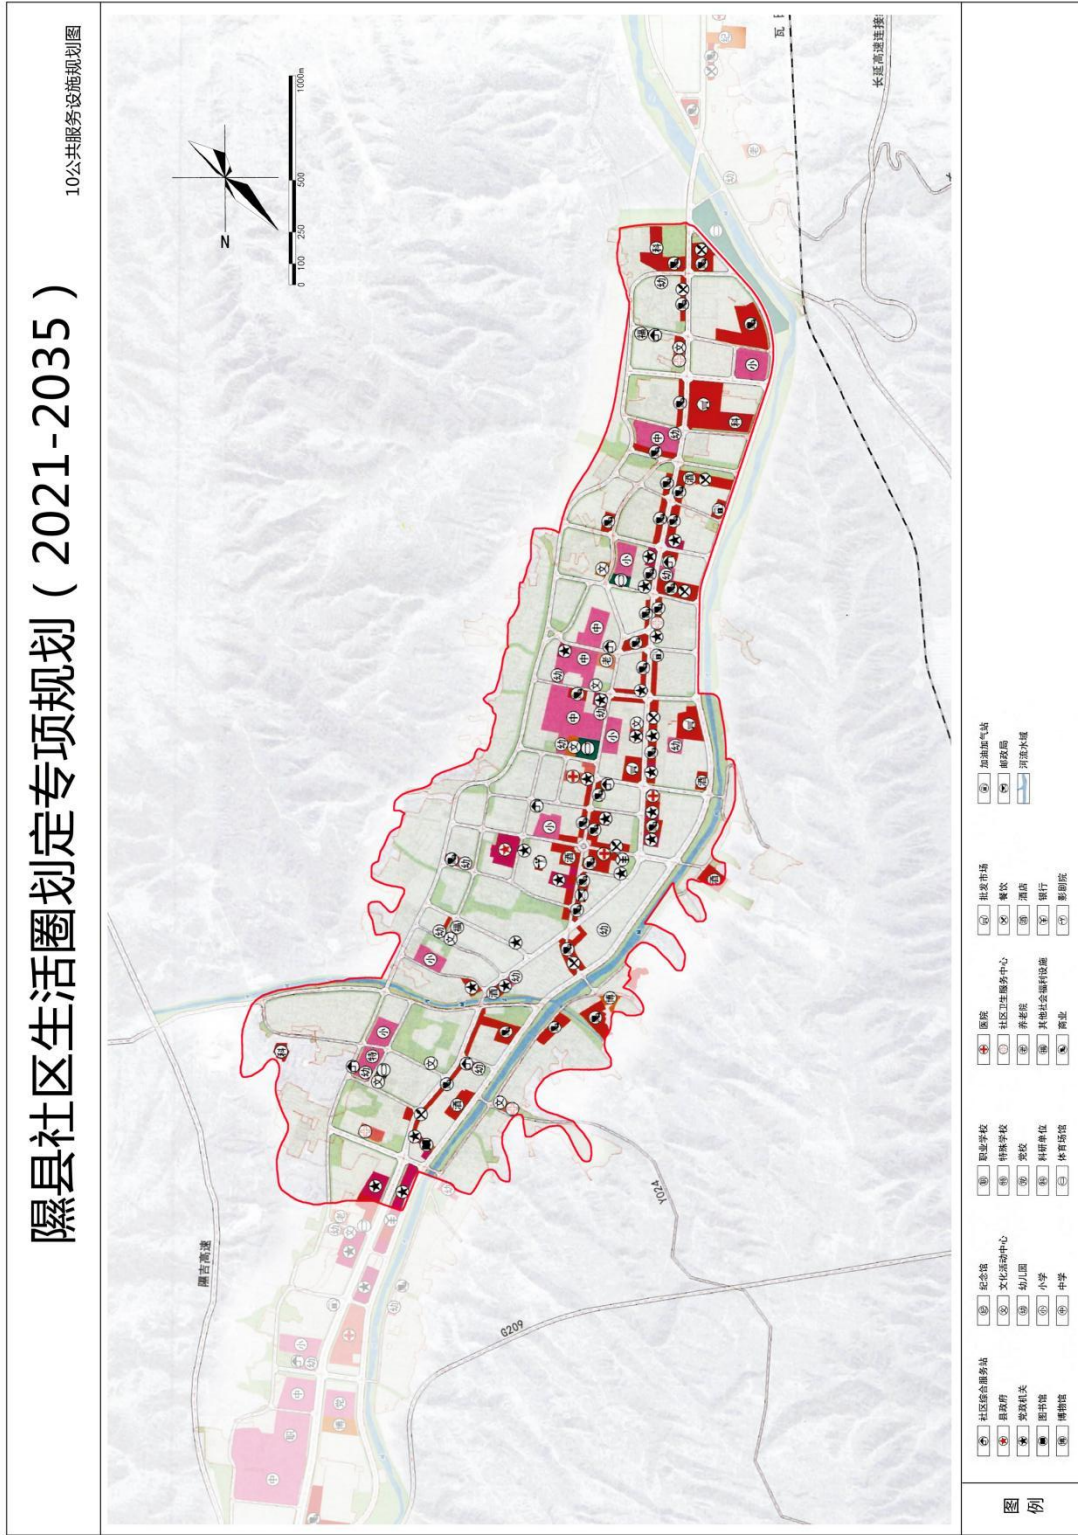 隰县社区生活圈划定专项规划（2021-2035）
10公共服务设施规划图
N
0 100 250 500 1000m
隰吉高速
G209
Y024
长延高速连接
瓦
图例
社区综合服务站
县政府
党政机关
图书馆
博物馆
纪念馆
文化活动中心
幼儿园
小学
中学
职业学校
特殊学校
党校
科研单位
体育场馆
医院
社区卫生服务中心
养老院
其他社会福利设施
商业
批发市场
餐饮
酒店
银行
影剧院
加油加气站
邮政局
河流水域